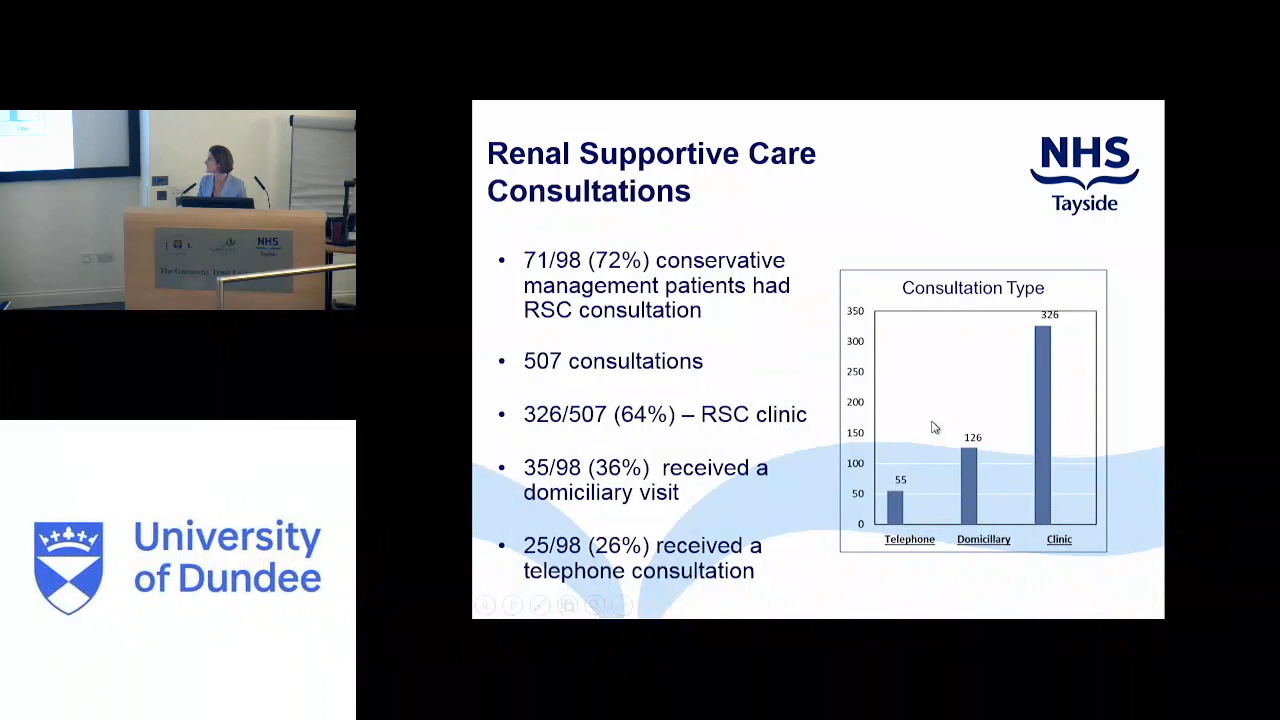 Renal Supportive Care
Consultations
NHS
Tayside
• 71/98 (72%) conservative
management patients had
RSC consultation
• 507 consultations
• 326/507 (64%) – RSC clinic
• 35/98 (36%)  received a
domiciliary visit
• 25/98 (26%) received a
telephone consultation
Consultation Type
350
300
250
200
150
100
50
0
55
126
326
Telephone
Domicillary
Clinic
NHS
Tayside
University
of Dundee